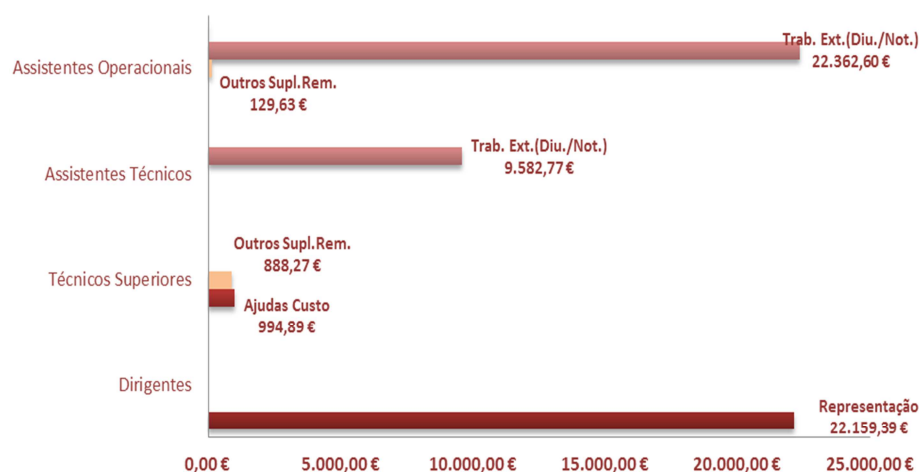 Trab. Ext.(Diu./Not.)
22.362,60 €
Assistentes Operacionais
Outros Supl.Rem.
129,63 €
Trab. Ext.(Diu./Not.)
9.582,77 €
Assistentes Técnicos
Outros Supl.Rem.
888,27 €
Técnicos Superiores
Ajudas Custo
994,89 €
Dirigentes
Representação
22.159,39 €
0,00 € 5.000,00 € 10.000,00 € 15.000,00 € 20.000,00 € 25.000,00 €